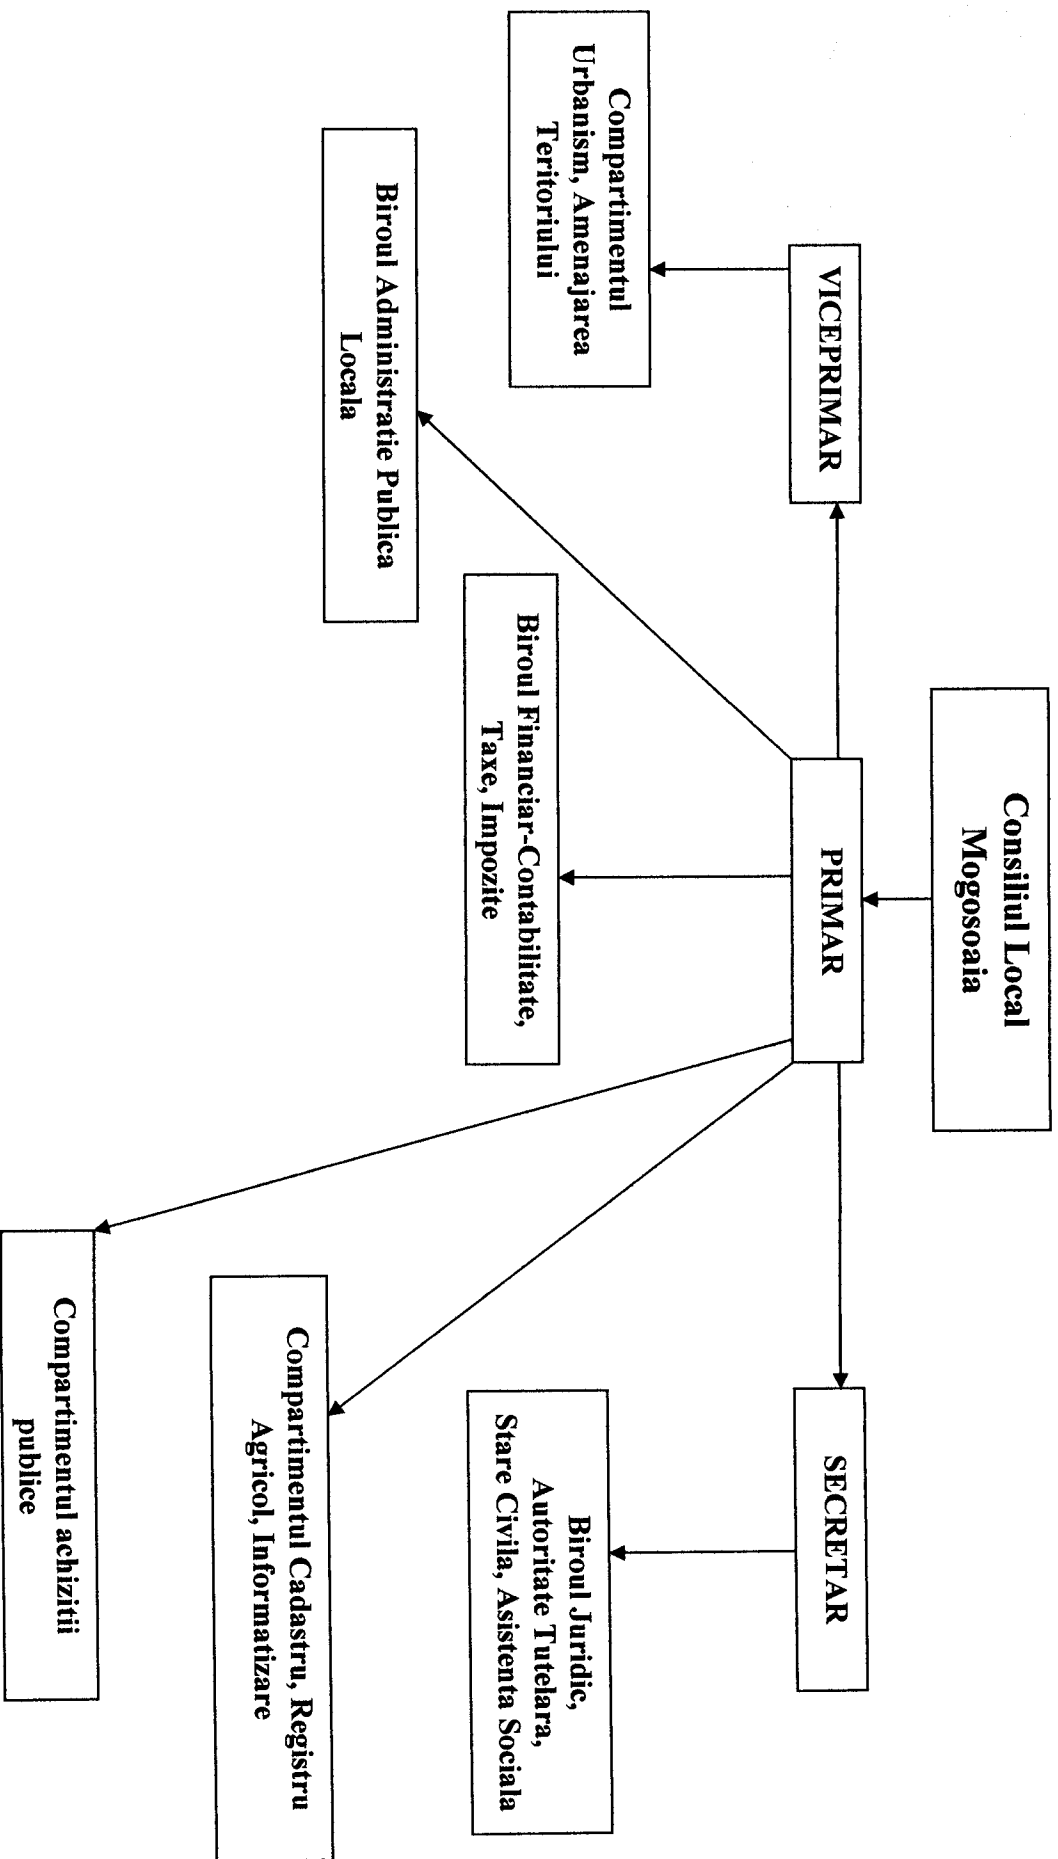 Consiliul Local
Mogosoaia
VICEPRIMAR
PRIMAR
SECRETAR
Compartimentul
Urbanism, Amenajarea
Teritoriului
Biroul Financiar-Contabilitate,
Taxe, Impozite
Biroul Juridic,
Autoritate Tutelara,
Stare Civila, Asistenta Sociala
Biroul Administratie Publica
Locala
Compartimentul Cadastru, Registru
Agricol, Informatizare
Compartimentul achizitii
publice